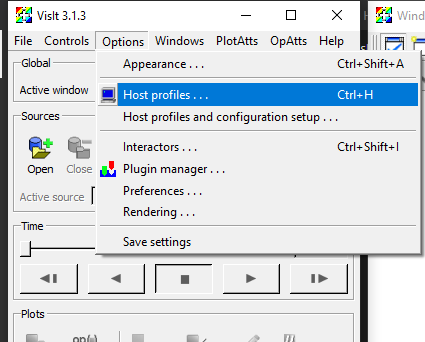 VisIt 3.1.3
Wind
File Controls Options Windows PlotAtts OpAtts Help
Global
Active window
Appearance . . . Ctrl+Shift+A
Host profiles . . . Ctrl+H
Host profiles and configuration setup . . .
Interactors . . . Ctrl+Shift+I
Plugin manager . . .
Preferences . . .
Rendering . . .
Save settings
Sources
Open Close
Active source
Time
Plots